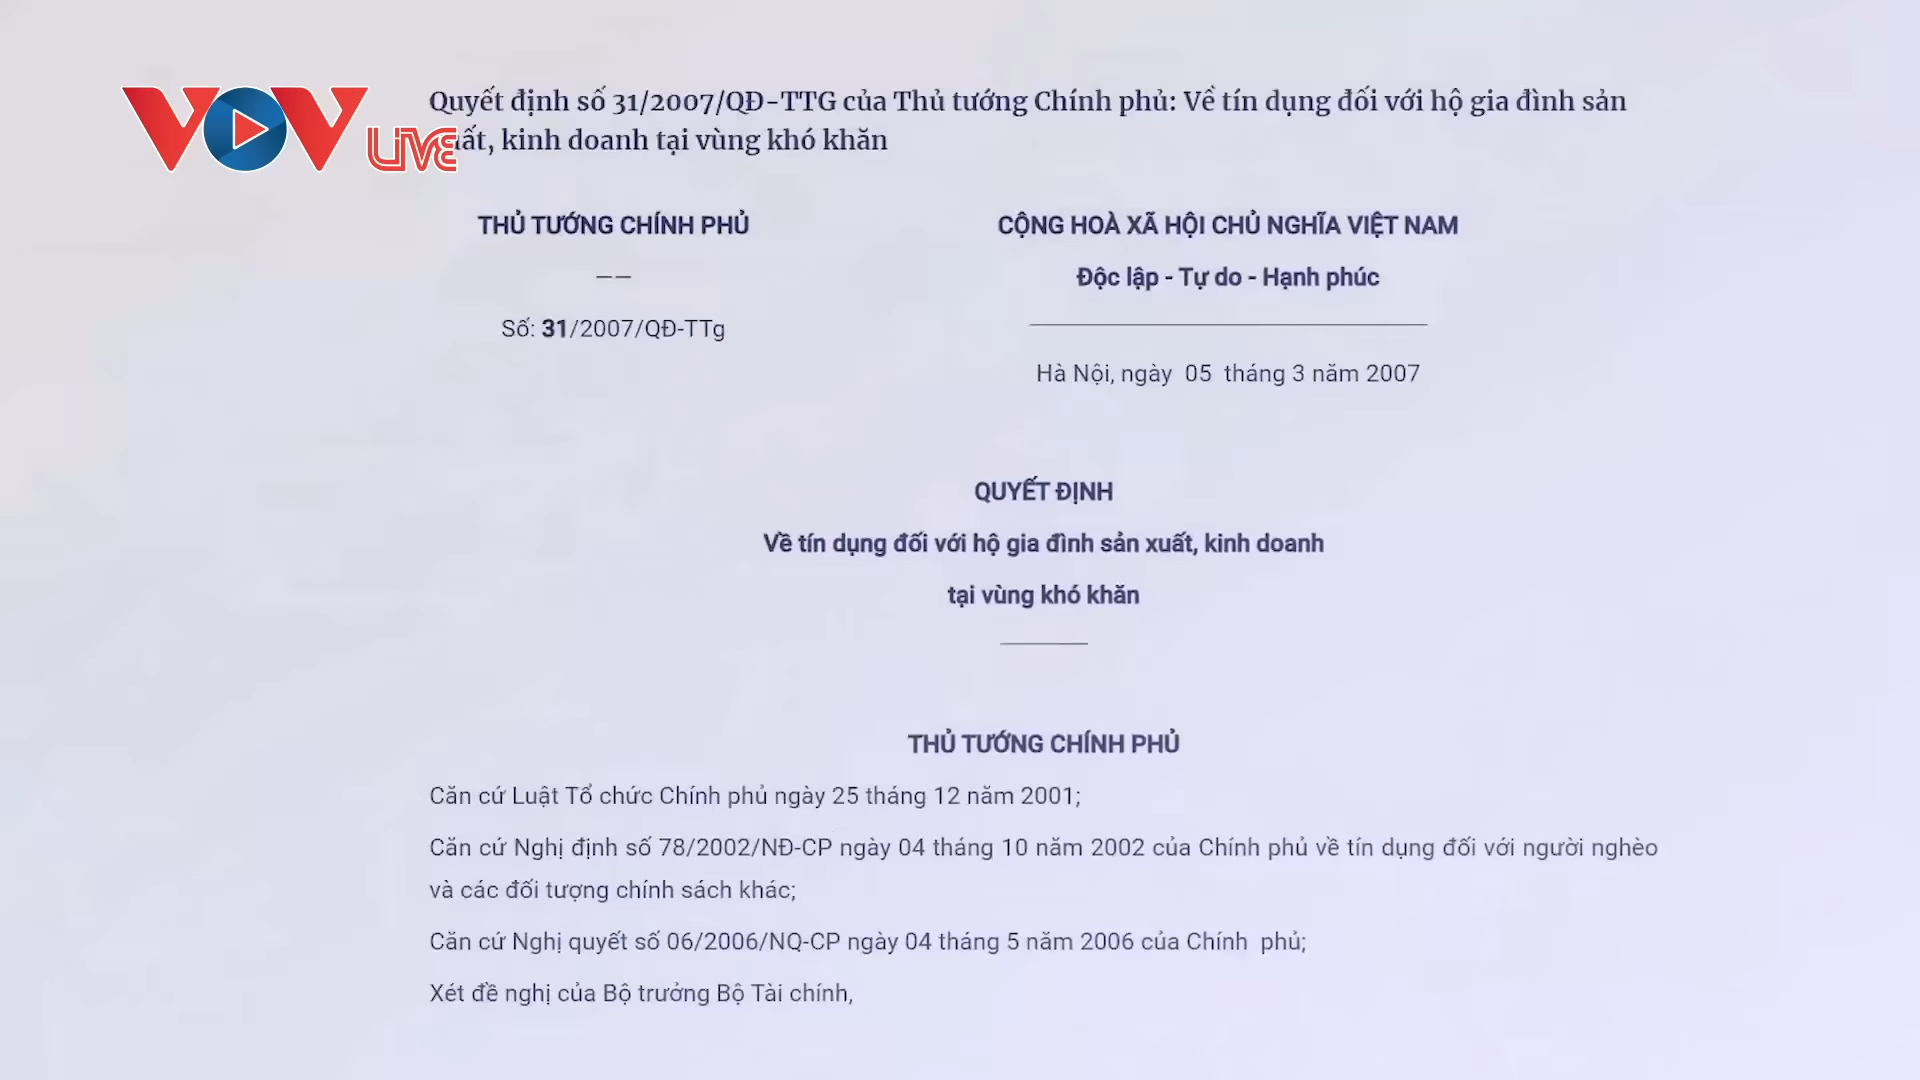 Quyết định số 31/2007/QĐ-TTG của Thủ tướng Chính phủ: Về tín dụng đối với hộ gia đình sản
VOV LIVE
, kinh doanh tại vùng khó khăn
THỦ TƯỚNG CHÍNH PHỦ
CỘNG HOÀ XÃ HỘI CHỦ NGHĨA VIỆT NAM
Độc lập - Tự do - Hạnh phúc
Số: 31/2007/QĐ-TTg
Hà Nội, ngày 05 tháng 3 năm 2007
QUYẾT ĐỊNH
Về tín dụng đối với hộ gia đình sản xuất, kinh doanh
tại vùng khó khăn
THỦ TƯỚNG CHÍNH PHỦ
Căn cứ Luật Tổ chức Chính phủ ngày 25 tháng 12 năm 2001;
Căn cứ Nghị định số 78/2002/NĐ-CP ngày 04 tháng 10 năm 2002 của Chính phủ về tín dụng đối với người nghèo
và các đối tượng chính sách khác;
Căn cứ Nghị quyết số 06/2006/NQ-CP ngày 04 tháng 5 năm 2006 của Chính phủ;
Xét đề nghị của Bộ trưởng Bộ Tài chính,